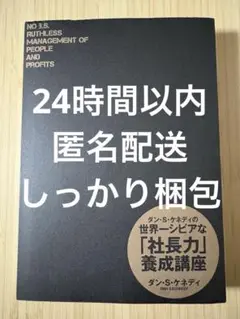 NO B.S.
RUTHLESS
MANAGEMENT OF
PEOPLE
AND
PROFITS
24時間以内
匿名配送
しっかり梱包
ダン・S・ケネディの
世界一シビアな
「社長力」
養成講座
ダン・S・ケネディ